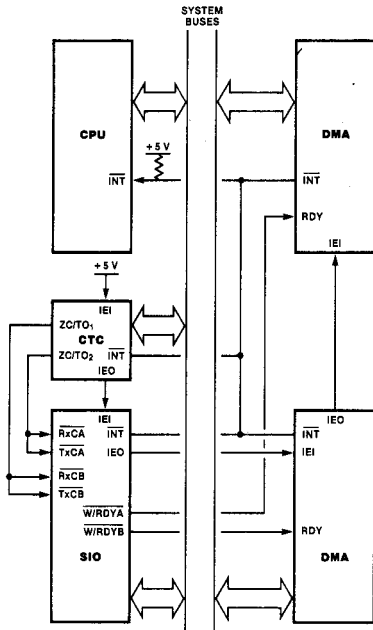 SYSTEM
BUSES
CPU
+5 V
INT
DMA
INT
RDY
IEI
+5 V
IEI
ZC/TO1
CTC
ZC/TO2
INT
IEO
IEI
RxCA
INT
TxCA
IEO
RxCB
TxCB
W/RDYA
W/RDYB
SIO
IEO
INT
IEI
RDY
DMA